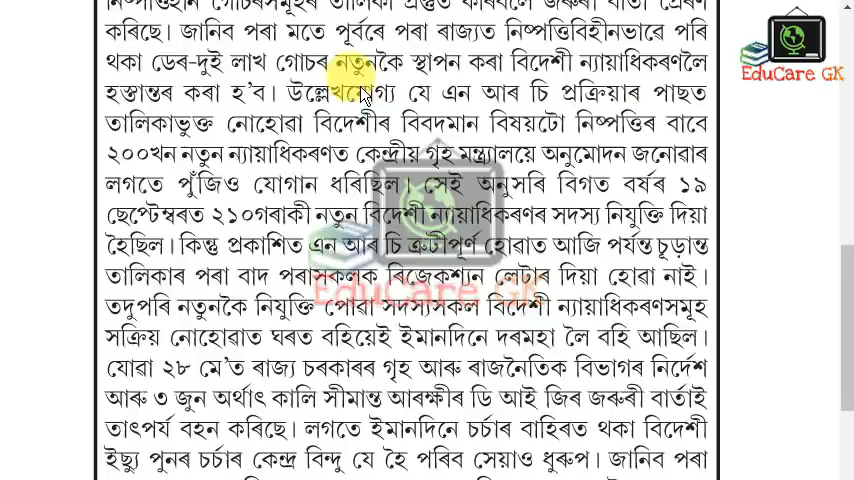 নিষ্পত্তিহীন গোচৰসমূহৰ তালিকা প্ৰস্তুত কৰিবলৈ জৰুৰী বাৰ্তা প্ৰেৰণ
কৰিছে। জানিব পৰা মতে পূৰ্বৰে পৰা ৰাজ্যত নিষ্পত্তিবিহীনভাৱে পৰি
থকা ডেৰ-দুই লাখ গোচৰ নতুনকৈ স্থাপন কৰা বিদেশী ন্যায়াধিকৰণলৈ
হস্তান্তৰ কৰা হ'ব। উল্লেখযোগ্য যে এন আৰ চি প্ৰক্ৰিয়াৰ পাছত
তালিকাভুক্ত নোহোৱা বিদেশীৰ বিবদমান বিষয়টো নিষ্পত্তিৰ বাবে
২০০খন নতুন ন্যায়াধিকৰণত কেন্দ্ৰীয় গৃহ মন্ত্ৰ্যালয়ে অনুমোদন জনোৱাৰ
লগতে পুঁজিও যোগান ধৰিছিল। সেই অনুসৰি বিগত বৰ্ষৰ ১৯
ছেপ্টেম্বৰত ২১০গৰাকী নতুন বিদেশী ন্যায়াধিকৰণৰ সদস্য নিযুক্তি দিয়া
হৈছিল। কিন্তু প্ৰকাশিত এন আৰ চি ত্ৰুটীপূৰ্ণ হোৱাত আজি পৰ্যন্ত চূড়ান্ত
তালিকাৰ পৰা বাদ পৰাসকলক ৰিজেকশ্যন লেটাৰ দিয়া হোৱা নাই।
তদুপৰি নতুনকৈ নিযুক্তি পোৱা সদস্যসকল বিদেশী ন্যায়াধিকৰণসমূহ
সক্ৰিয় নোহোৱাত ঘৰত বহিয়েই ইমানদিনে দৰমহা লৈ বহি আছিল।
যোৱা ২৮ মে'ত ৰাজ্য চৰকাৰৰ গৃহ আৰু ৰাজনৈতিক বিভাগৰ নিৰ্দেশ
আৰু ৩ জুন অৰ্থাৎ কালি সীমান্ত আৰক্ষীৰ ডি আই জিৰ জৰুৰী বাৰ্তাই
তাৎপৰ্য বহন কৰিছে। লগতে ইমানদিনে চৰ্চাৰ বাহিৰত থকা বিদেশী
ইছ্যু পুনৰ চৰ্চাৰ কেন্দ্ৰ বিন্দু যে হৈ পৰিব সেয়াও ধুৰুপ। জানিব পৰা
EduCare GK
EduCare GK